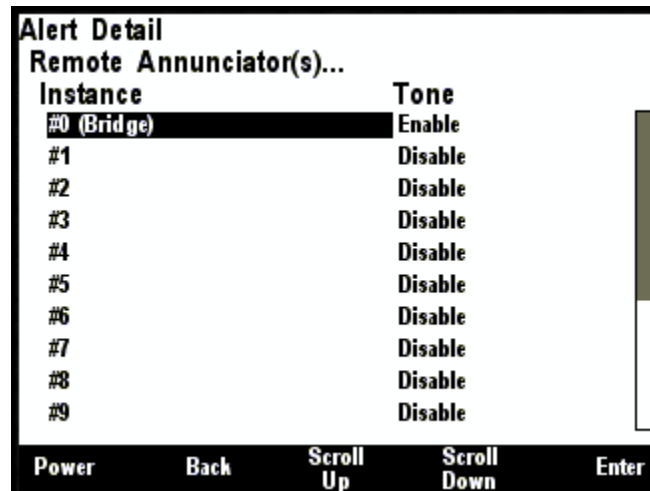 Alert Detail
Remote Annunciator(s)...
Instance Tone
#0 (Bridge) Enable
#1 Disable
#2 Disable
#3 Disable
#4 Disable
#5 Disable
#6 Disable
#7 Disable
#8 Disable
#9 Disable
Power Back Scroll Up Scroll Down Enter